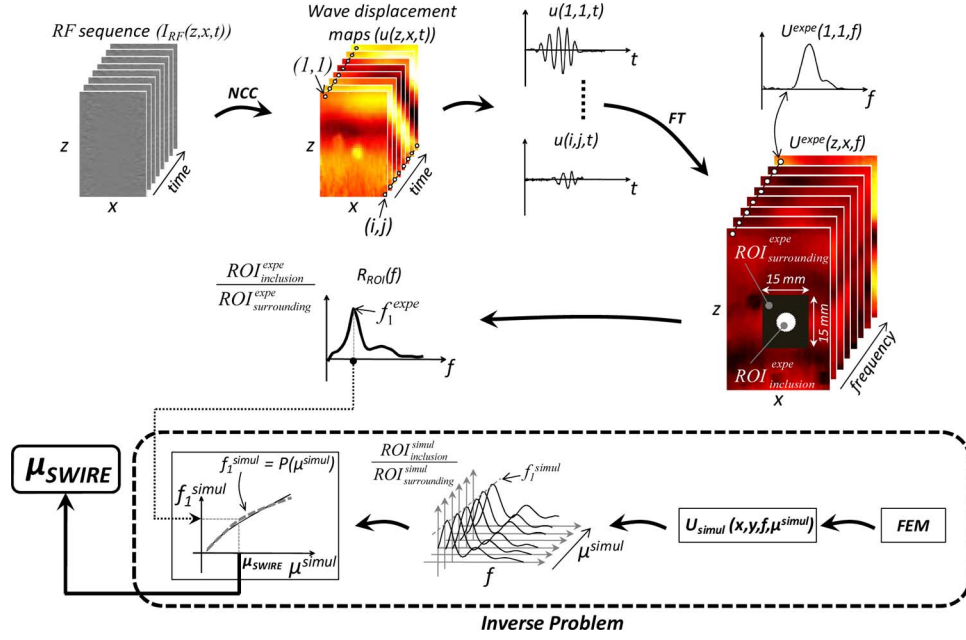 RF sequence (I_RF(z,x,t))
z
x
time
NCC
Wave displacement
maps (u(z,x,t))
(1,1)
z
x
time
(i,j)
u(1,1,t)
t
u(i,j,t)
t
FT
U^expe(1,1,f)
f
U^expe(z,x,f)
ROI^expe_surrounding
15 mm
15 mm
ROI^expe_inclusion
z
x
frequency
ROI^expe_inclusion
ROI^expe_surrounding
R_ROI(f)
f_1^expe
f
μ_SWIRE
f_1^simul = P(μ^simul)
f_1^simul
μ_SWIRE
μ^simul
ROI^simul_inclusion
ROI^simul_surrounding
f_1^simul
f
μ^simul
U_simul (x,y,f,μ^simul)
FEM
Inverse Problem